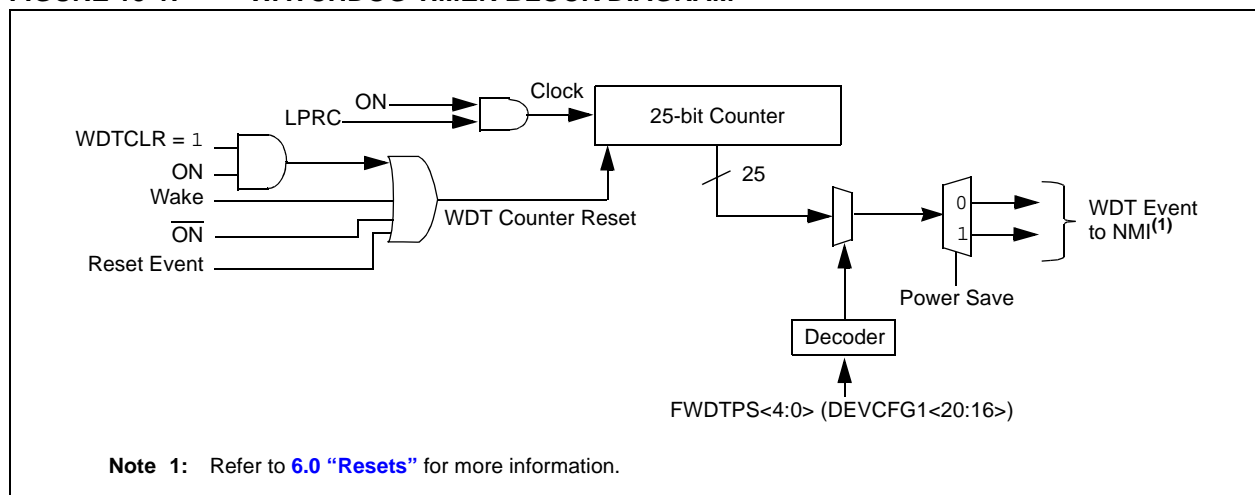 ON
LPRC
Clock
25-bit Counter
WDTCLR = 1
ON
Wake
O̅N̅
Reset Event
WDT Counter Reset
25
0
1
WDT Event
to NMI(1)
Power Save
Decoder
FWDTPS<4:0> (DEVCFG1<20:16>)
Note 1: Refer to 6.0 “Resets” for more information.